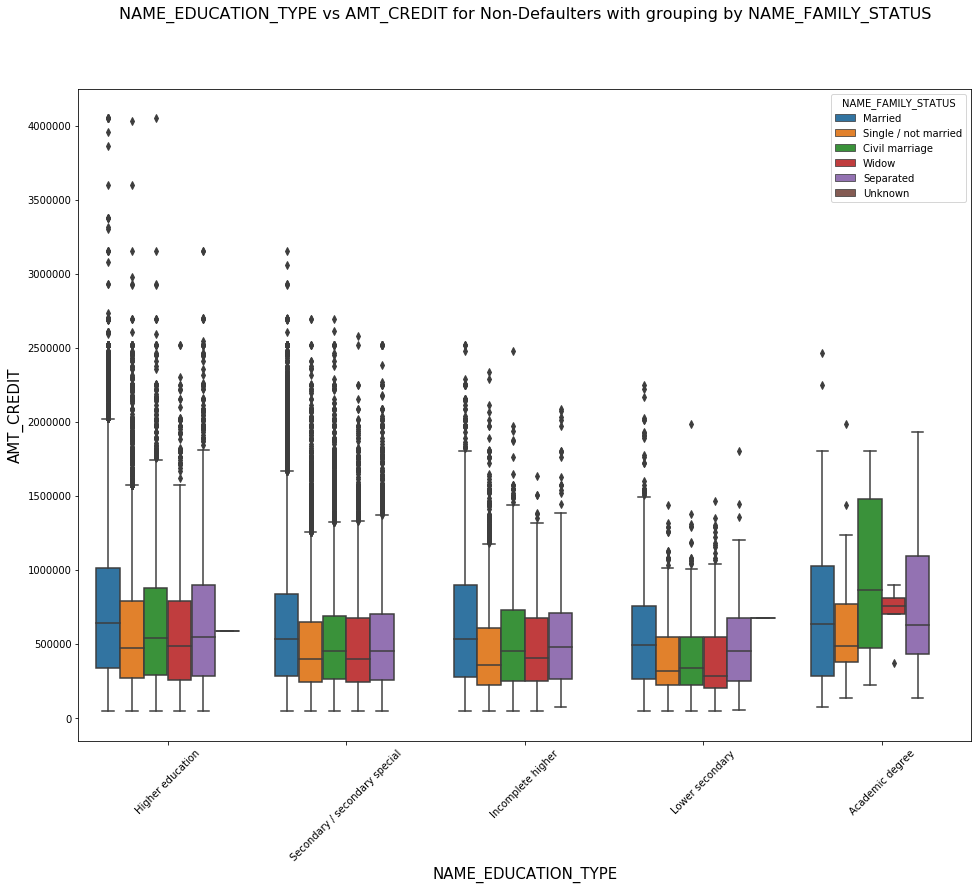 NAME_EDUCATION_TYPE vs AMT_CREDIT for Non-Defaulters with grouping by NAME_FAMILY_STATUS
NAME_FAMILY_STATUS
Married
Single / not married
Civil marriage
Widow
Separated
Unknown
4000000
3500000
3000000
2500000
2000000
1500000
1000000
500000
0
AMT_CREDIT
Higher education
Secondary / secondary special
Incomplete higher
Lower secondary
Academic degree
NAME_EDUCATION_TYPE